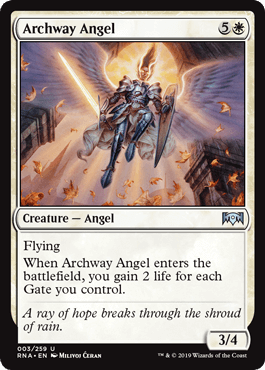 Archway Angel 5
Creature — Angel
Flying
When Archway Angel enters the
battlefield, you gain 2 life for each
Gate you control.
A ray of hope breaks through the shroud
of rain.
3/4
003/259 U
RNA • EN Milivoj Ćeran
™ & © 2019 Wizards of the Coast